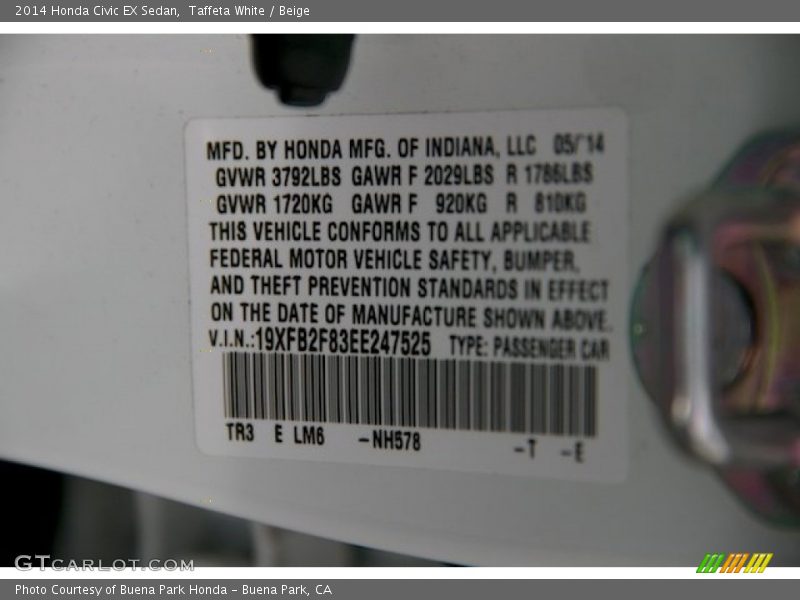 2014 Honda Civic EX Sedan,  Taffeta White / Beige
MFD. BY HONDA MFG. OF INDIANA, LLC  05/'14
GVWR 3792LBS  GAWR F 2029LBS  R 1786LBS
GVWR 1720KG  GAWR F  920KG  R  810KG
THIS VEHICLE CONFORMS TO ALL APPLICABLE
FEDERAL MOTOR VEHICLE SAFETY, BUMPER,
AND THEFT PREVENTION STANDARDS IN EFFECT
ON THE DATE OF MANUFACTURE SHOWN ABOVE.
V.I.N.:19XFB2F83EE247525  TYPE: PASSENGER CAR
TR3  E LM6  -NH578  -T  -E
GTCARLOT.COM
Photo Courtesy of Buena Park Honda - Buena Park, CA